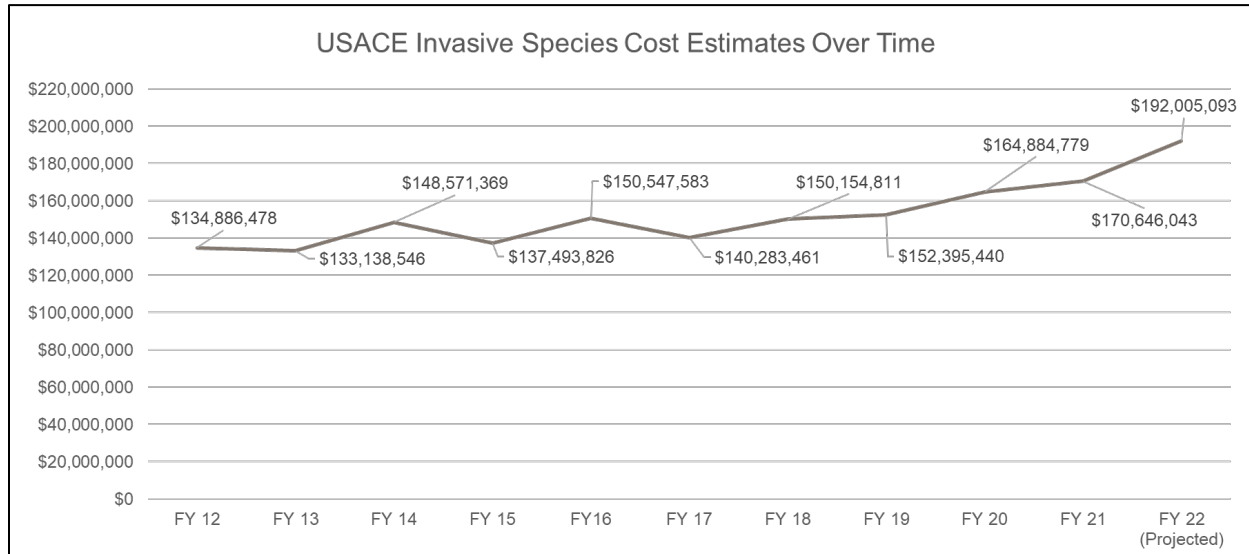 USACE Invasive Species Cost Estimates Over Time
$220,000,000
$200,000,000
$180,000,000
$160,000,000
$140,000,000
$120,000,000
$100,000,000
$80,000,000
$60,000,000
$40,000,000
$20,000,000
$0
$134,886,478
$133,138,546
$148,571,369
$137,493,826
$150,547,583
$140,283,461
$150,154,811
$152,395,440
$164,884,779
$170,646,043
$192,005,093
FY 12
FY 13
FY 14
FY 15
FY16
FY 17
FY 18
FY 19
FY 20
FY 21
FY 22
(Projected)